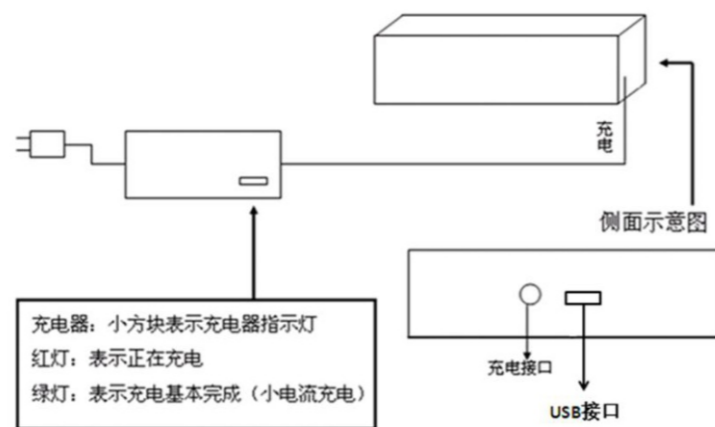 充电
侧面示意图
充电器：小方块表示充电器指示灯
红灯：表示正在充电
绿灯：表示充电基本完成（小电流充电）
充电接口
USB接口